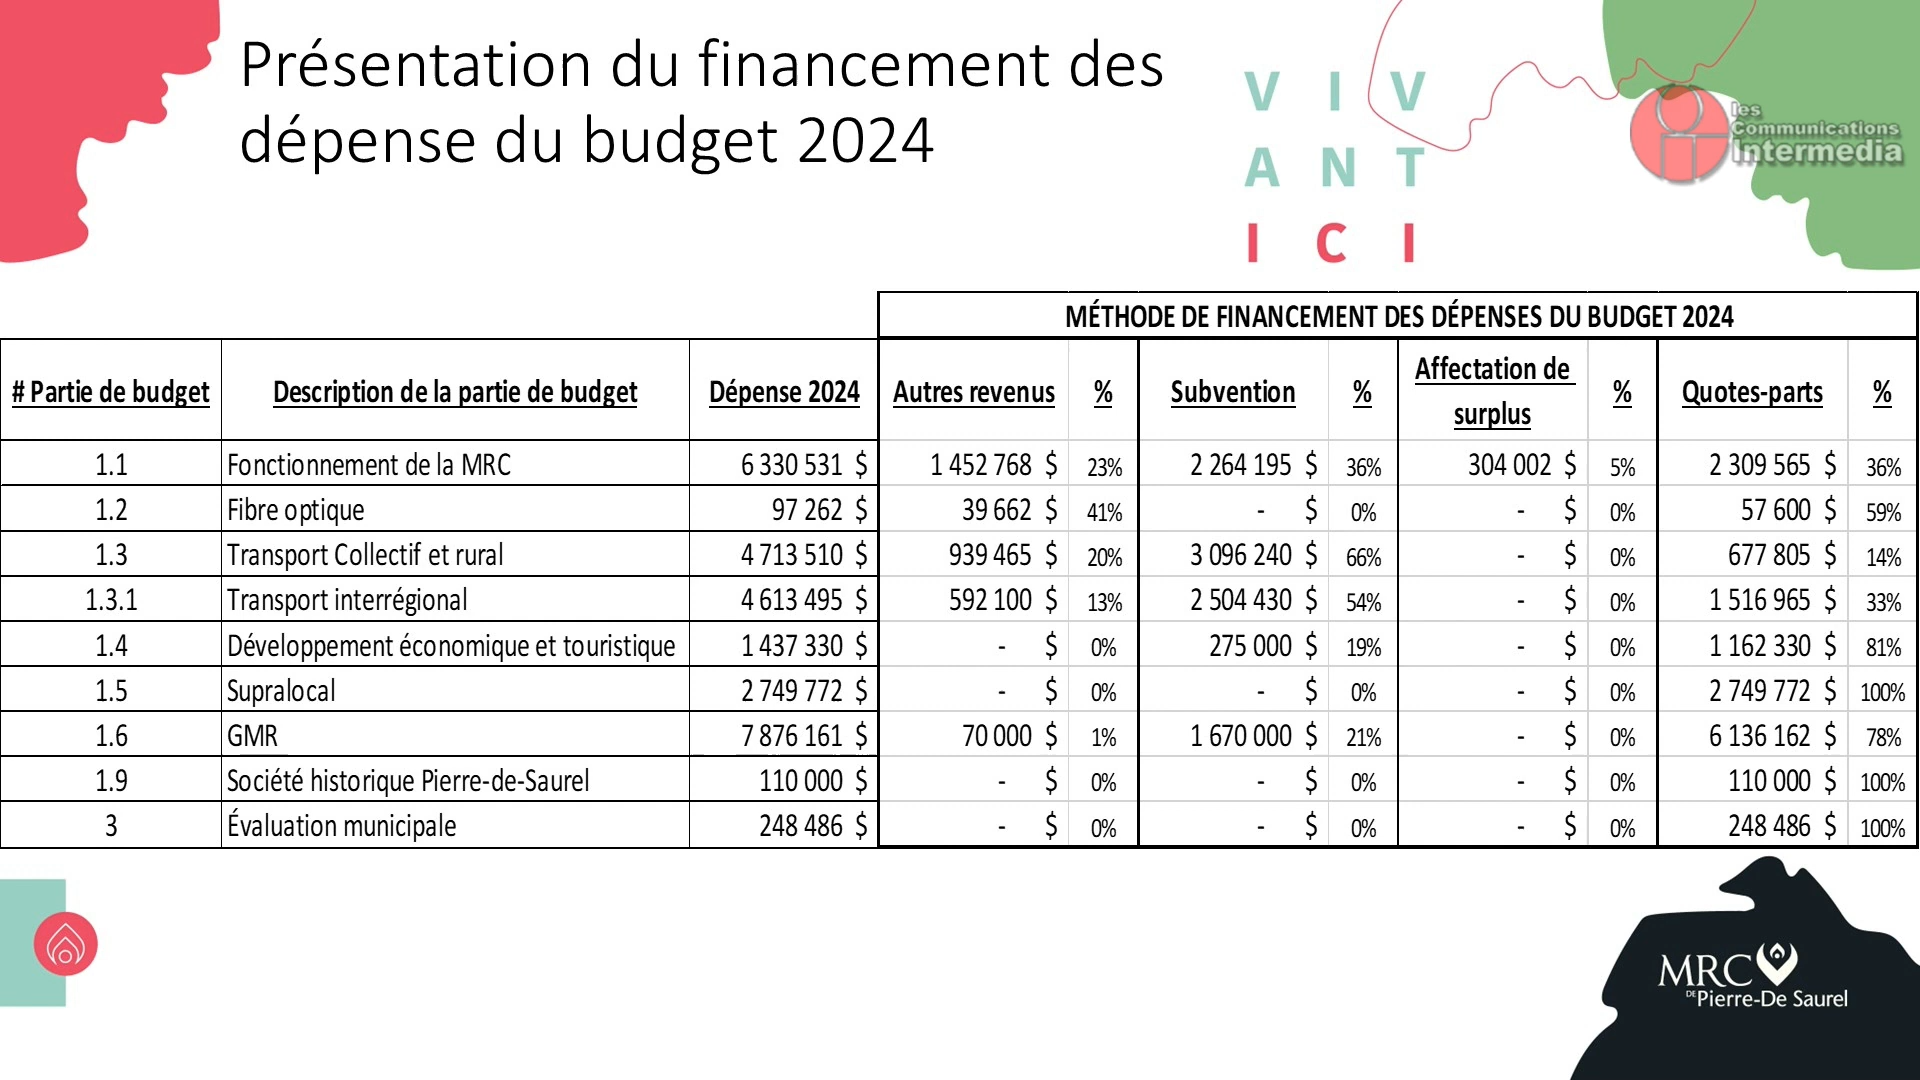 Présentation du financement des
dépense du budget 2024
V I V
A N T
I C I
les
Communications
Intermedia
MÉTHODE DE FINANCEMENT DES DÉPENSES DU BUDGET 2024
# Partie de budget Description de la partie de budget Dépense 2024 Autres revenus % Subvention % Affectation de surplus % Quotes-parts %
1.1 Fonctionnement de la MRC 6 330 531 $ 1 452 768 $ 23% 2 264 195 $ 36% 304 002 $ 5% 2 309 565 $ 36%
1.2 Fibre optique 97 262 $ 39 662 $ 41% - $ 0% - $ 0% 57 600 $ 59%
1.3 Transport Collectif et rural 4 713 510 $ 939 465 $ 20% 3 096 240 $ 66% - $ 0% 677 805 $ 14%
1.3.1 Transport interrégional 4 613 495 $ 592 100 $ 13% 2 504 430 $ 54% - $ 0% 1 516 965 $ 33%
1.4 Développement économique et touristique 1 437 330 $ - $ 0% 275 000 $ 19% - $ 0% 1 162 330 $ 81%
1.5 Supralocal 2 749 772 $ - $ 0% - $ 0% - $ 0% 2 749 772 $ 100%
1.6 GMR 7 876 161 $ 70 000 $ 1% 1 670 000 $ 21% - $ 0% 6 136 162 $ 78%
1.9 Société historique Pierre-de-Saurel 110 000 $ - $ 0% - $ 0% - $ 0% 110 000 $ 100%
3 Évaluation municipale 248 486 $ - $ 0% - $ 0% - $ 0% 248 486 $ 100%
MRC
DE Pierre-De Saurel